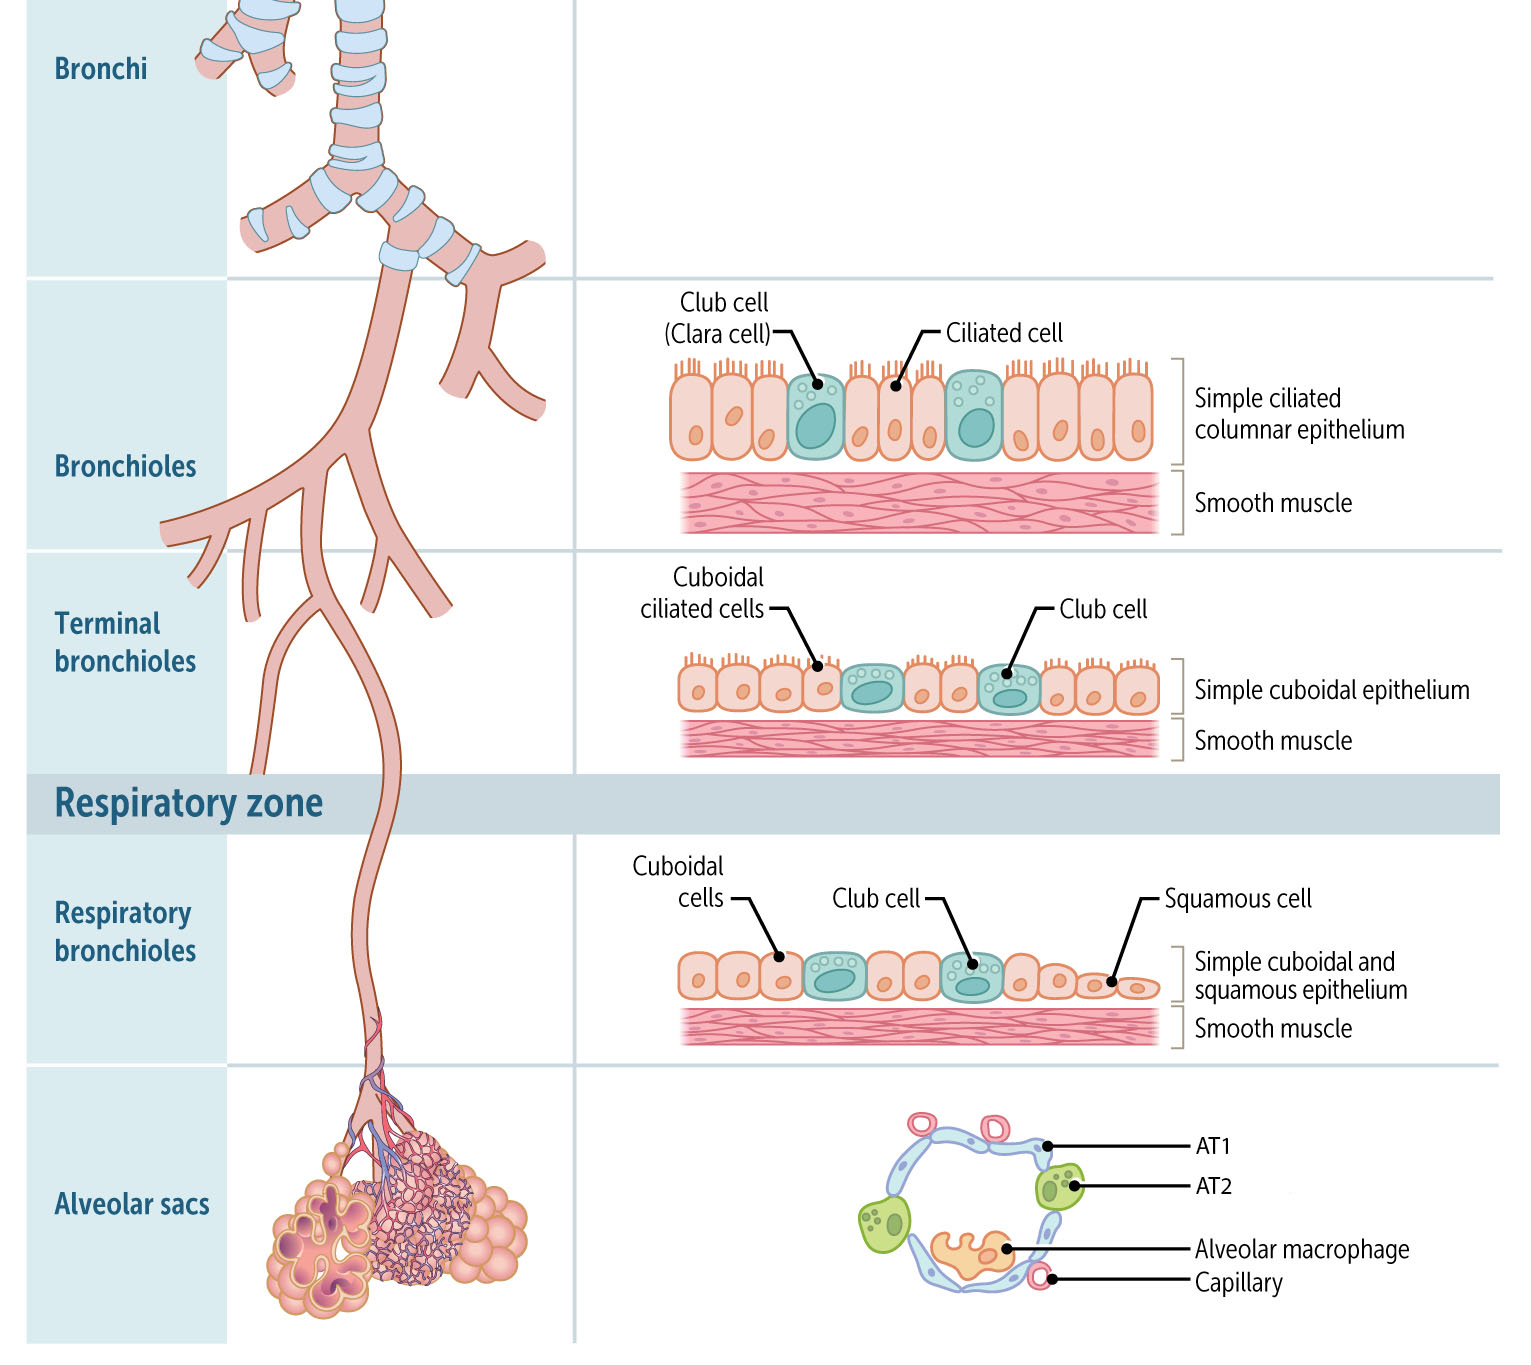 Bronchi
Club cell
(Clara cell)
Ciliated cell
Simple ciliated
columnar epithelium
Bronchioles
Smooth muscle
Cuboidal
ciliated cells
Club cell
Terminal
bronchioles
Simple cuboidal epithelium
Smooth muscle
Respiratory zone
Cuboidal
cells
Club cell
Squamous cell
Respiratory
bronchioles
Simple cuboidal and
squamous epithelium
Smooth muscle
AT1
AT2
Alveolar sacs
Alveolar macrophage
Capillary